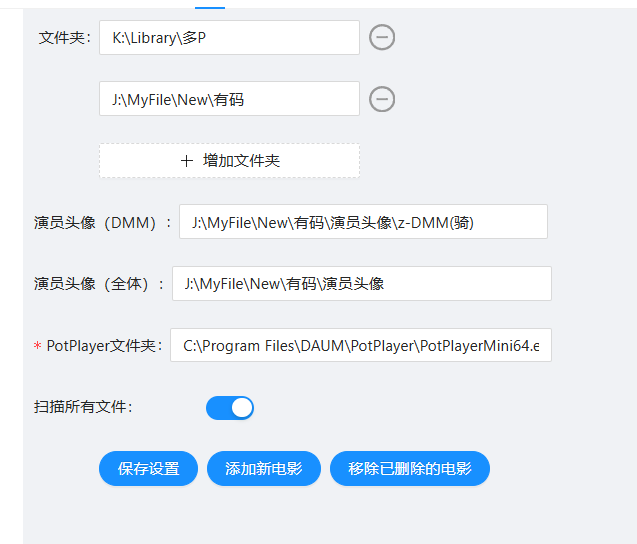 文件夹： K:\Library\多P
J:\MyFile\New\有码
+ 增加文件夹
演员头像（DMM）： J:\MyFile\New\有码\演员头像\z-DMM(骑)
演员头像（全体）： J:\MyFile\New\有码\演员头像
* PotPlayer文件夹： C:\Program Files\DAUM\PotPlayer\PotPlayerMini64.e
扫描所有文件：
保存设置 添加新电影 移除已删除的电影